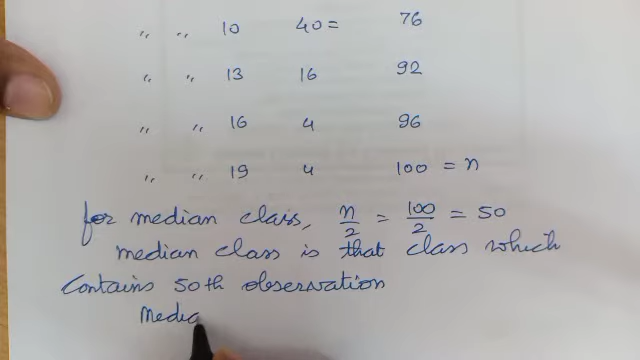 ,, ,, 10 40 = 76
,, ,, 13 16 92
,, ,, 16 4 96
,, ,, 19 4 100 = n
for median class, n/2 = 100/2 = 50
median class is that class which
Contains 50th observation
Media